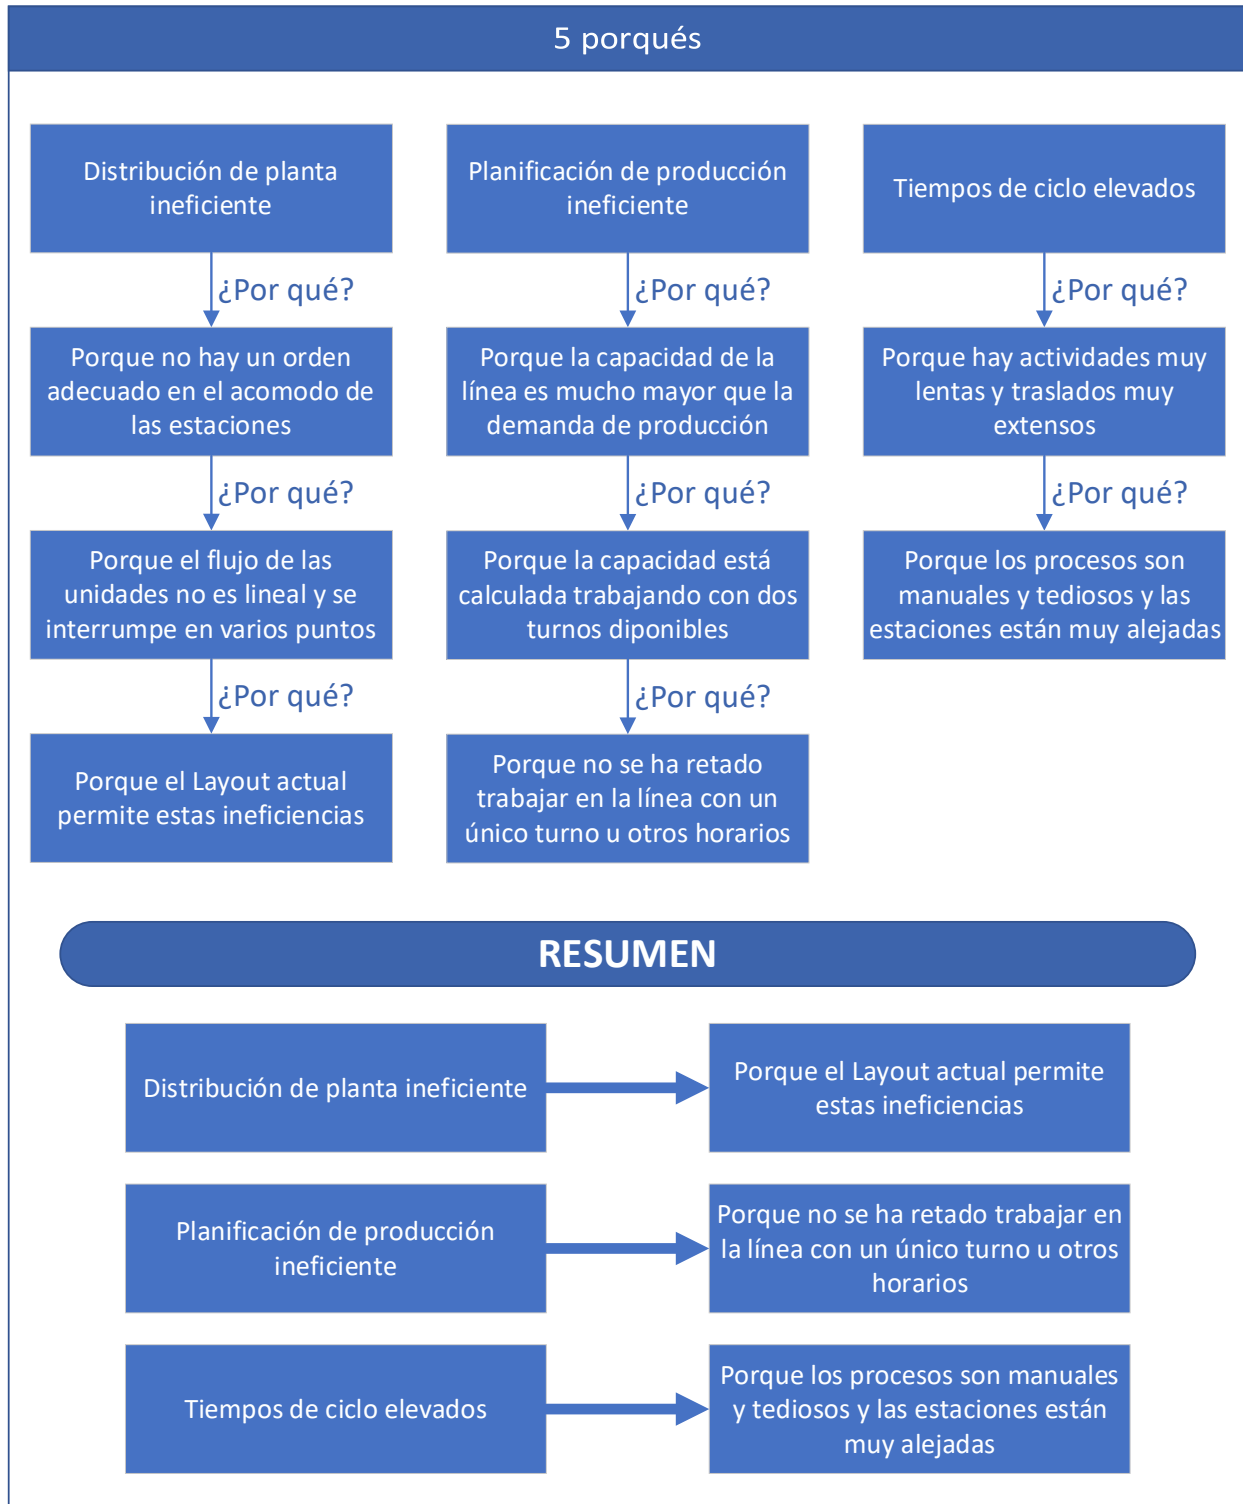 5 porqués
Distribución de planta
ineficiente
¿Por qué?
Porque no hay un orden
adecuado en el acomodo de
las estaciones
¿Por qué?
Porque el flujo de las
unidades no es lineal y se
interrumpe en varios puntos
¿Por qué?
Porque el Layout actual
permite estas ineficiencias
Planificación de producción
ineficiente
¿Por qué?
Porque la capacidad de la
línea es mucho mayor que la
demanda de producción
¿Por qué?
Porque la capacidad está
calculada trabajando con dos
turnos diponibles
¿Por qué?
Porque no se ha retado
trabajar en la línea con un
único turno u otros horarios
Tiempos de ciclo elevados
¿Por qué?
Porque hay actividades muy
lentas y traslados muy
extensos
¿Por qué?
Porque los procesos son
manuales y tediosos y las
estaciones están muy alejadas
RESUMEN
Distribución de planta ineficiente
Porque el Layout actual permite
estas ineficiencias
Planificación de producción
ineficiente
Porque no se ha retado trabajar en
la línea con un único turno u otros
horarios
Tiempos de ciclo elevados
Porque los procesos son manuales
y tediosos y las estaciones están
muy alejadas